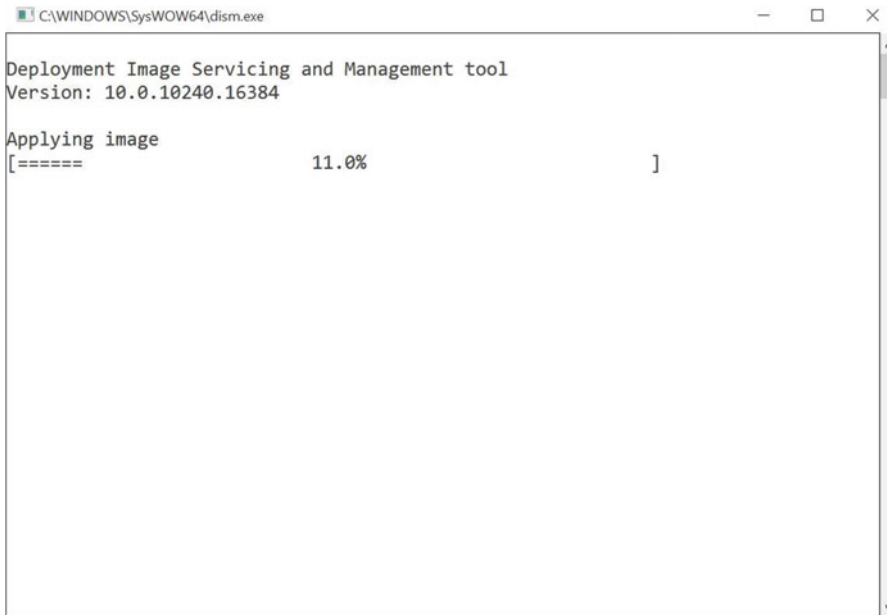 C:\WINDOWS\SysWOW64\dism.exe
Deployment Image Servicing and Management tool
Version: 10.0.10240.16384
Applying image
[======                   11.0%                       ]